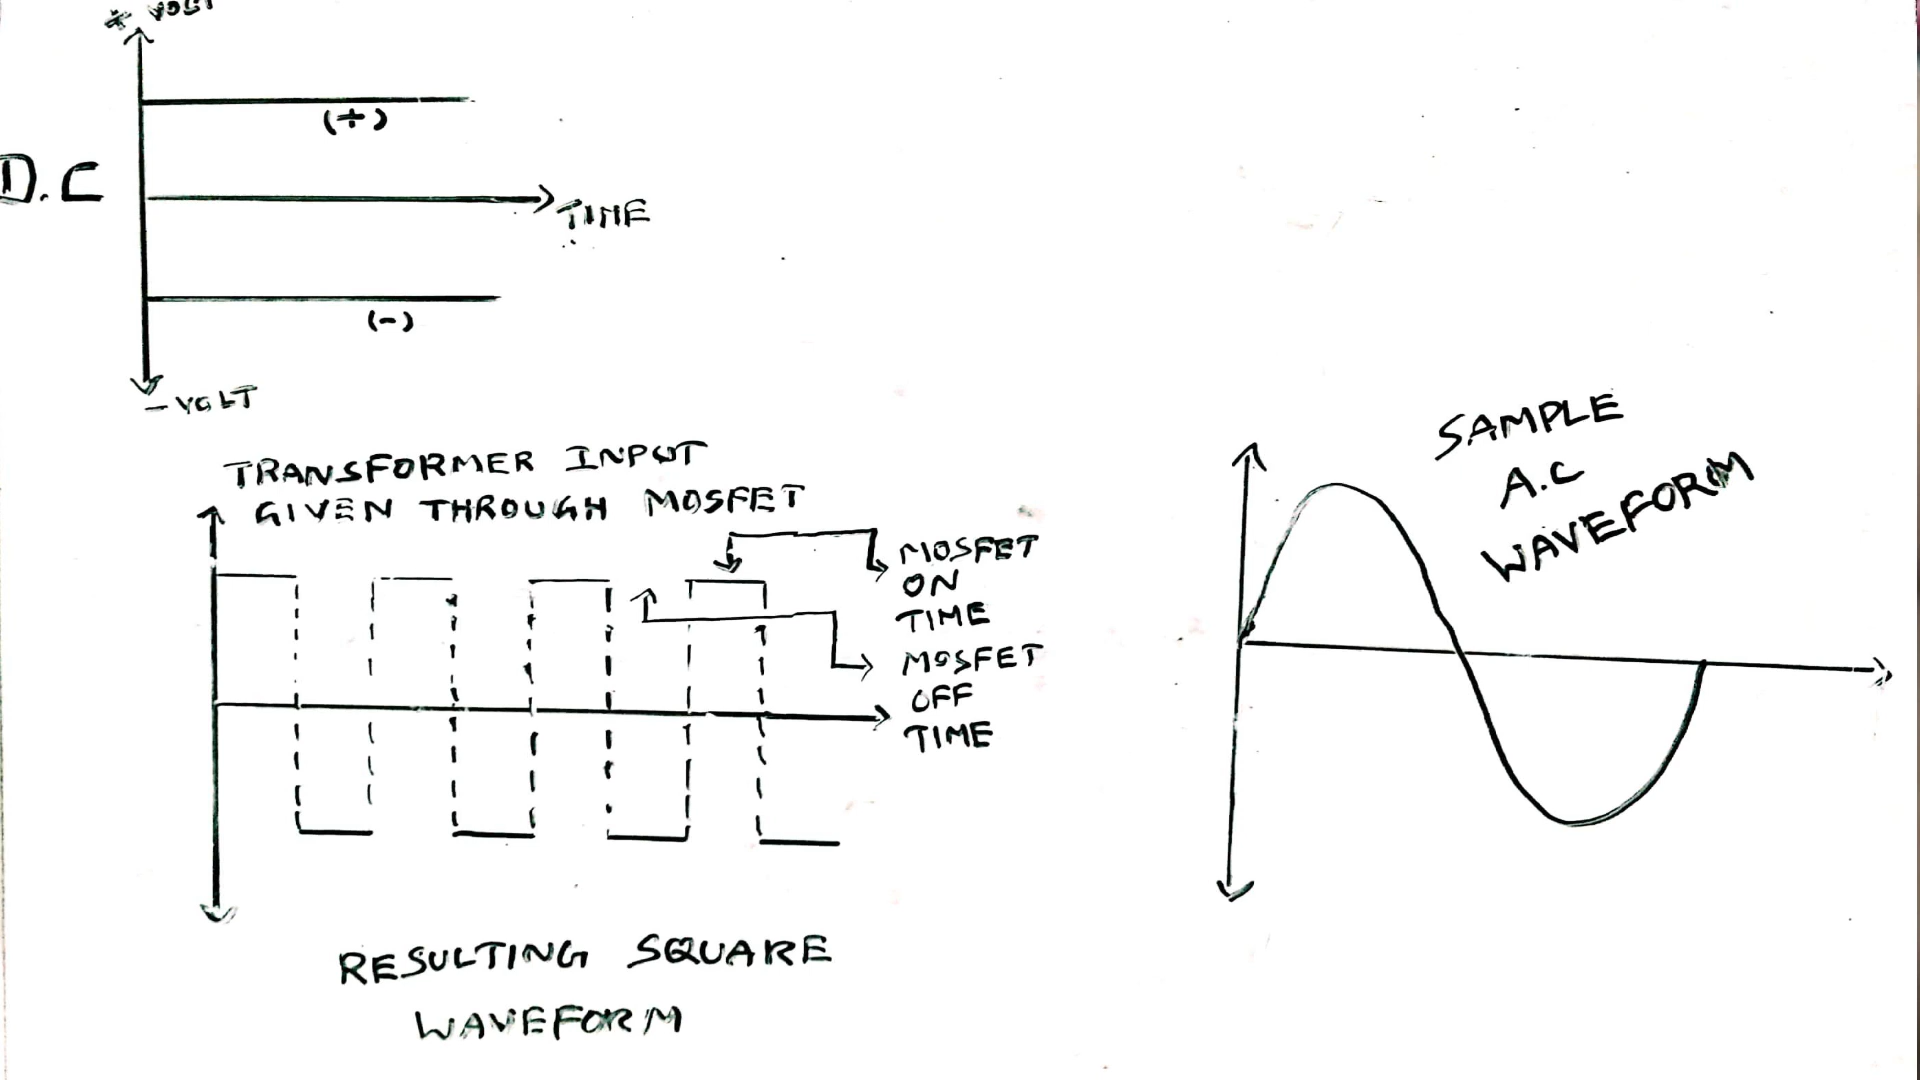 + VOLT
(+)
D.C
TIME
(-)
- VOLT
TRANSFORMER INPUT
GIVEN THROUGH MOSFET
MOSFET
ON
TIME
MOSFET
OFF
TIME
RESULTING SQUARE
WAVEFORM
SAMPLE
A.C
WAVEFORM